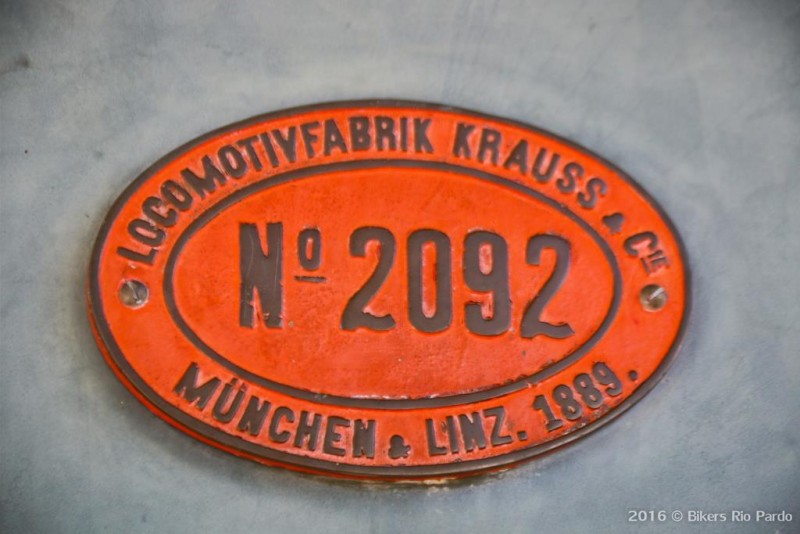 LOCOMOTIVFABRIK KRAUSS & CIE
Nº 2092
MÜNCHEN & LINZ. 1889.
2016 © Bikers Rio Pardo